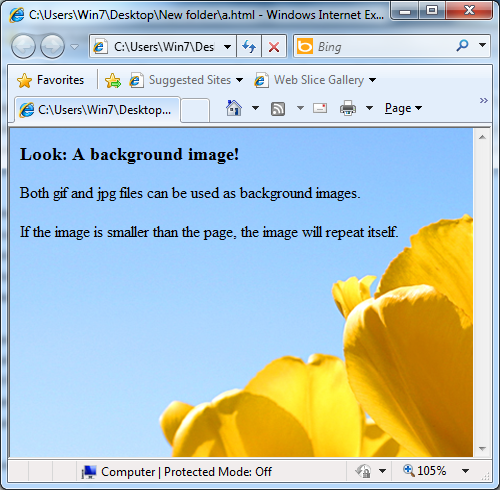 C:\Users\Win7\Desktop\New folder\a.html - Windows Internet Ex...
C:\Users\Win7\Des
Bing
Favorites
Suggested Sites
Web Slice Gallery
C:\Users\Win7\Desktop...
Page
Look: A background image!
Both gif and jpg files can be used as background images.
If the image is smaller than the page, the image will repeat itself.
Computer | Protected Mode: Off
105%